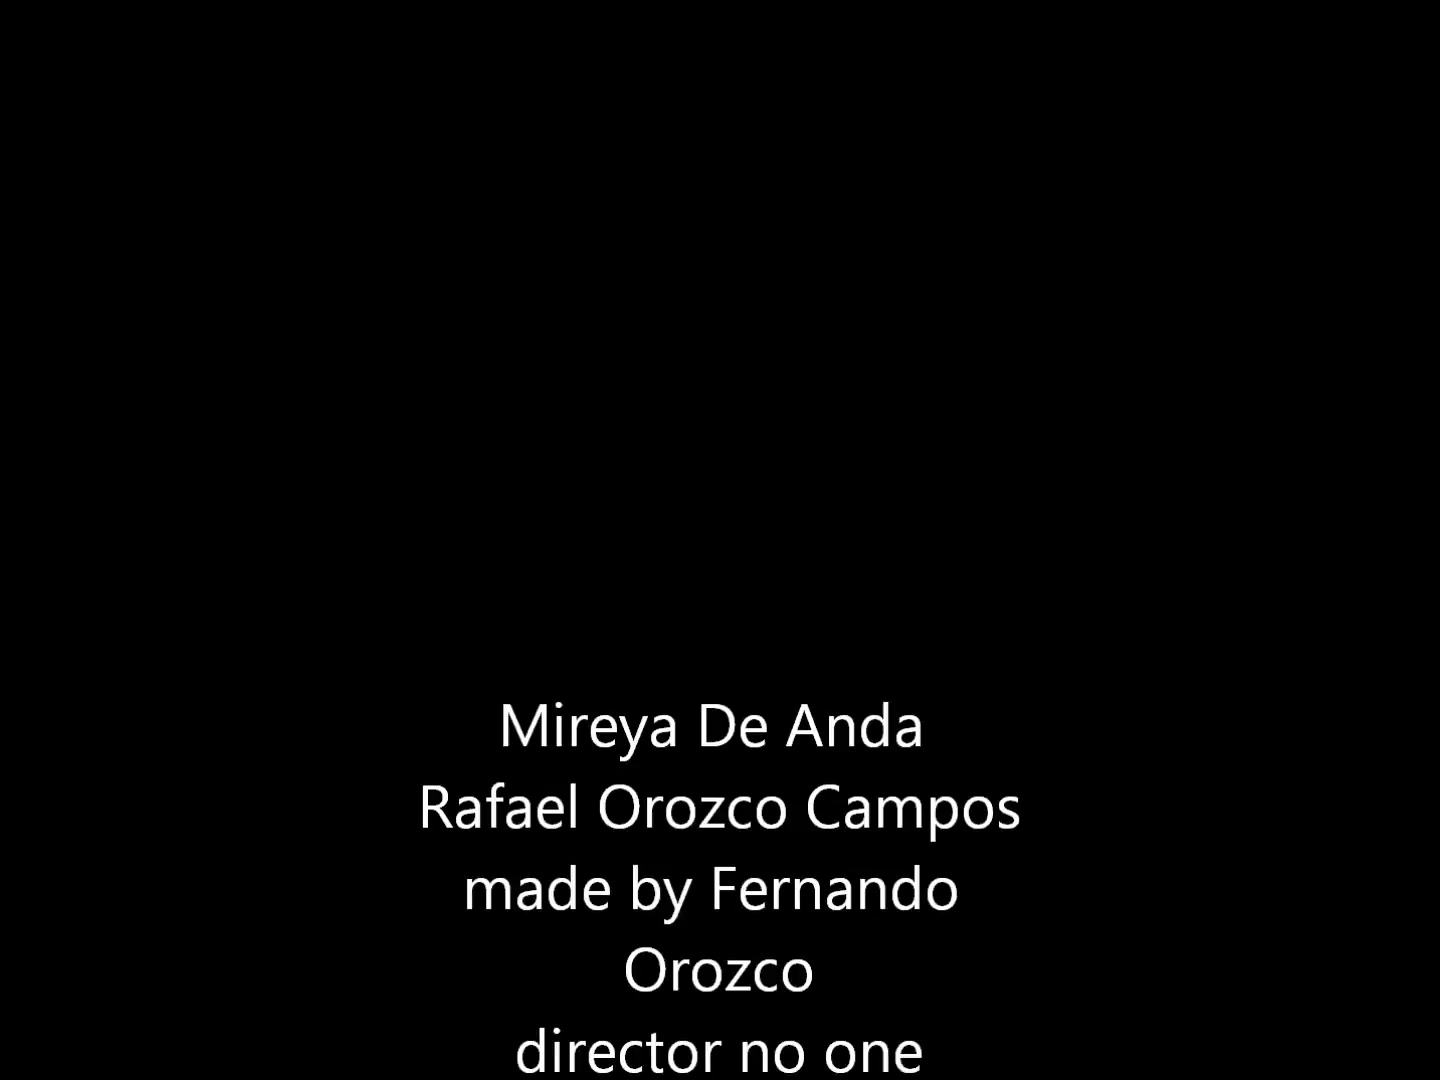 Mireya De Anda
Rafael Orozco Campos
made by Fernando
Orozco
director no one